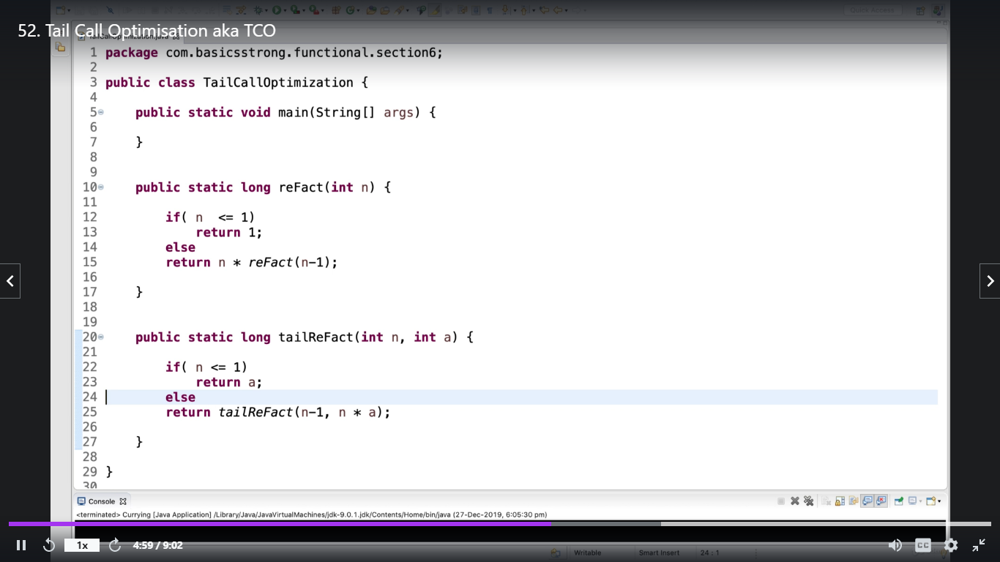 Quick Access
52. Tail Call Optimisation aka TCO
1 package com.basicsstrong.functional.section6;
2
3 public class TailCallOptimization {
4
5 public static void main(String[] args) {
6
7 }
8
9
10 public static long reFact(int n) {
11
12 if( n <= 1)
13 return 1;
14 else
15 return n * reFact(n-1);
16
17 }
18
19
20 public static long tailReFact(int n, int a) {
21
22 if( n <= 1)
23 return a;
24 else
25 return tailReFact(n-1, n * a);
26
27 }
28
29 }
30
Console
<terminated> Currying [Java Application] /Library/Java/JavaVirtualMachines/jdk-9.0.1.jdk/Contents/Home/bin/java (27-Dec-2019, 6:05:30 pm)
1x 4:59 / 9:02 CC
Writable Smart Insert 24 : 1